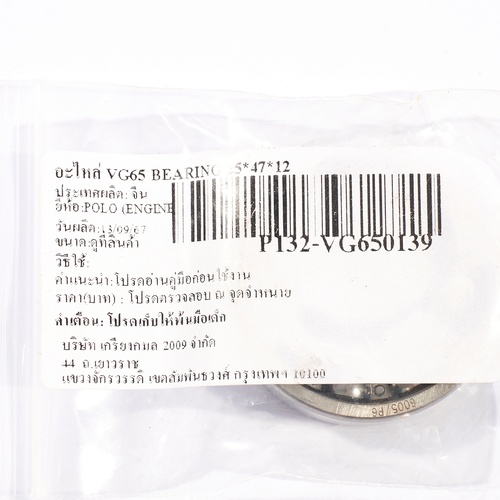 อะไหล่ VG65 BEARING 25*47*12
ประเทศผลิต: จีน
ยี่ห้อ:POLO (ENGINE
วันผลิต:13/09/67
ขนาด:ดูที่สินค้า
P132-VG650139
วิธีใช้:
คำแนะนำ:โปรดอ่านคู่มือก่อนใช้งาน
ราคา(บาท) : โปรดตรวจสอบ ณ จุดจำหน่าย
คำเตือน: โปรดเก็บให้พ้นมือเด็ก
บริษัท เกรียงกมล 2009 จำกัด
44 ถ.เยาวราช
แขวงจักรวรรดิ เขตสัมพันธวงศ์ กรุงเทพฯ 10100
6005/P6